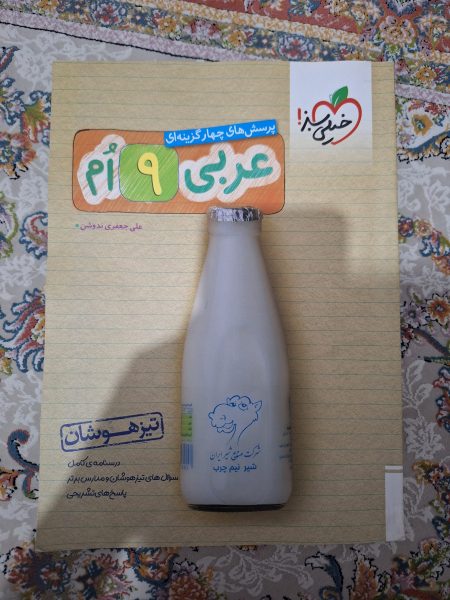 خیلی سبز!
پرسش‌های چهارگزینه‌ای
عربی ۹ اُم
علی جعفری ندوشن
تیزهوشان
درسنامه‌ی کامل
سوال‌های تیزهوشان و مدارس برتر
پاسخ‌های تشریحی
شرکت صنایع شیر ایران
شیر نیم چرب